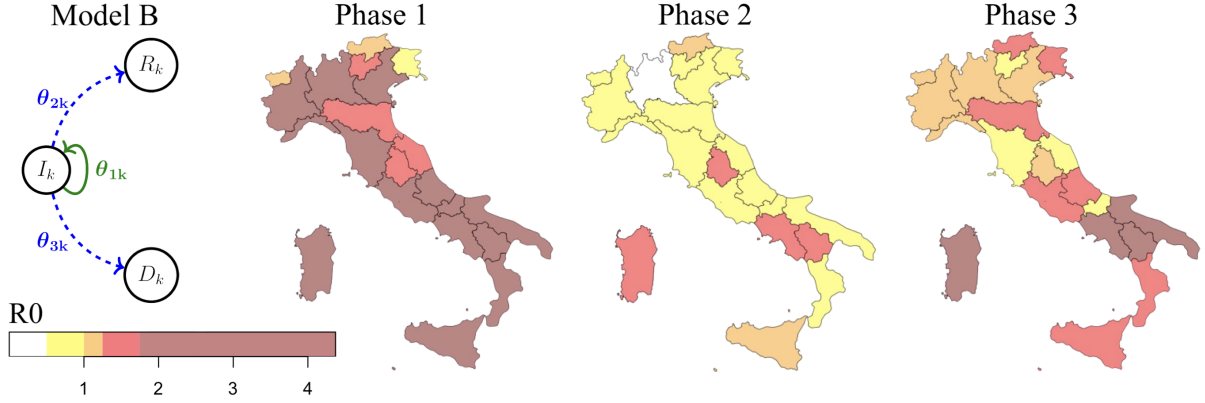 Model B
Phase 1
Phase 2
Phase 3
R_k
θ_2k
I_k
θ_1k
θ_3k
D_k
R0
1 2 3 4